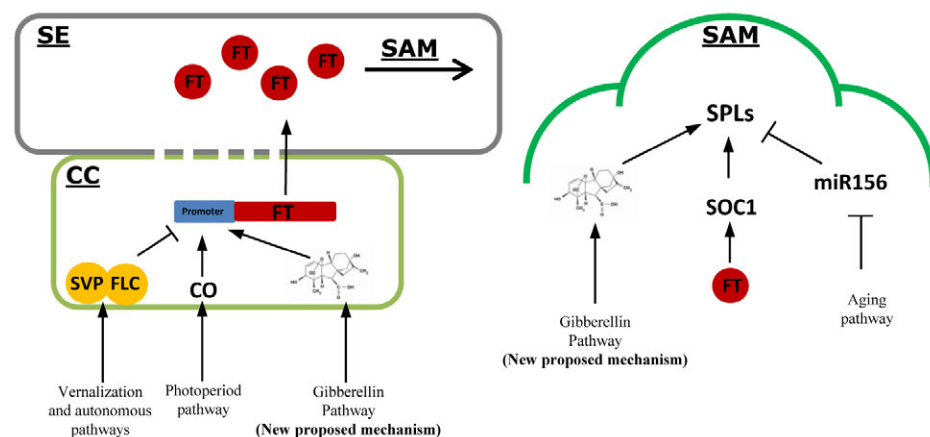 SE
FT
FT
FT
FT
SAM
CC
Promoter
FT
SVP
FLC
CO
Vernalization
and autonomous
pathways
Photoperiod
pathway
Gibberellin
Pathway
(New proposed mechanism)
SAM
SPLs
miR156
SOC1
FT
Gibberellin
Pathway
(New proposed mechanism)
Aging
pathway